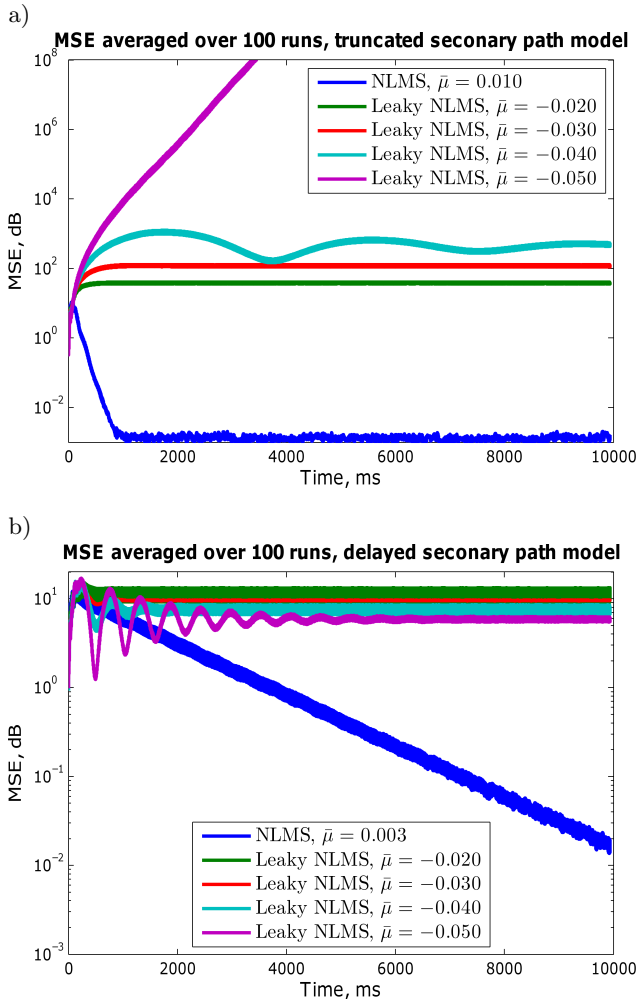 a)
MSE averaged over 100 runs, truncated seconary path model
10^8
10^6
10^4
10^2
10^0
10^−2
MSE, dB
NLMS, μ̄ = 0.010
Leaky NLMS, μ̄ = −0.020
Leaky NLMS, μ̄ = −0.030
Leaky NLMS, μ̄ = −0.040
Leaky NLMS, μ̄ = −0.050
0 2000 4000 6000 8000 10000
Time, ms
b)
MSE averaged over 100 runs, delayed seconary path model
10^1
10^0
10^−1
10^−2
10^−3
MSE, dB
NLMS, μ̄ = 0.003
Leaky NLMS, μ̄ = −0.020
Leaky NLMS, μ̄ = −0.030
Leaky NLMS, μ̄ = −0.040
Leaky NLMS, μ̄ = −0.050
0 2000 4000 6000 8000 10000
Time, ms